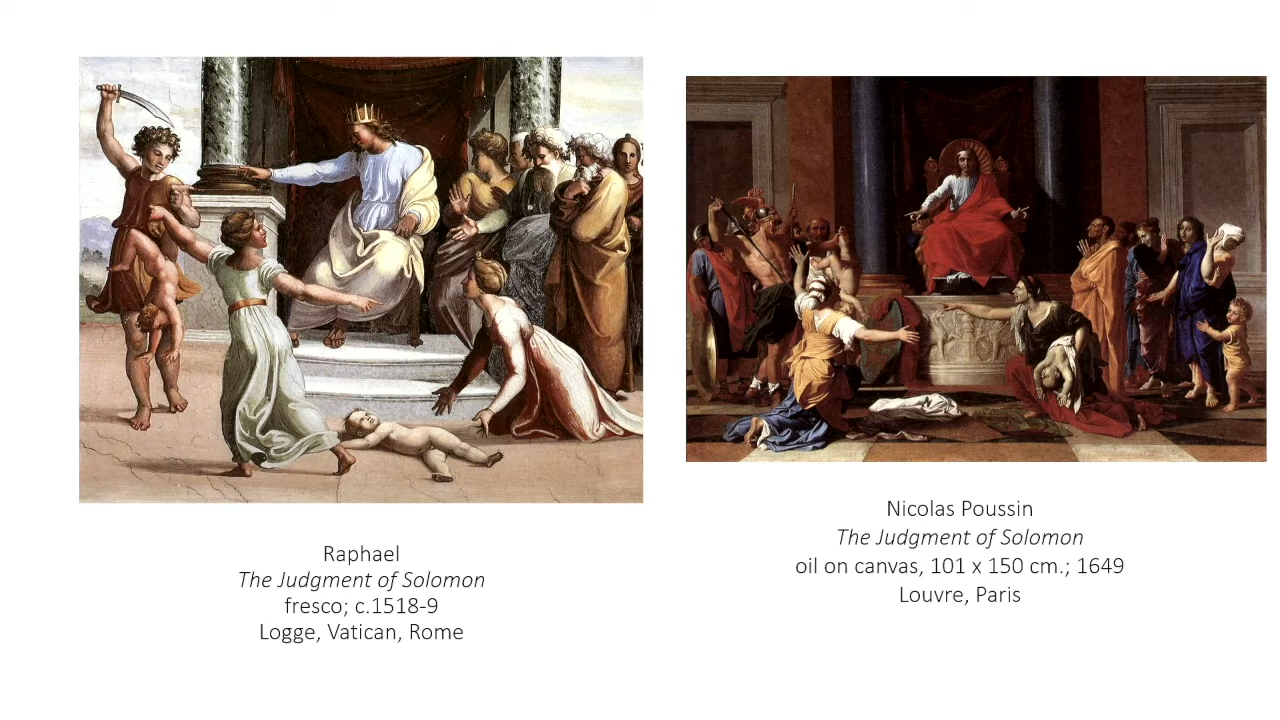 Raphael
The Judgment of Solomon
fresco; c.1518-9
Logge, Vatican, Rome
Nicolas Poussin
The Judgment of Solomon
oil on canvas, 101 x 150 cm.; 1649
Louvre, Paris